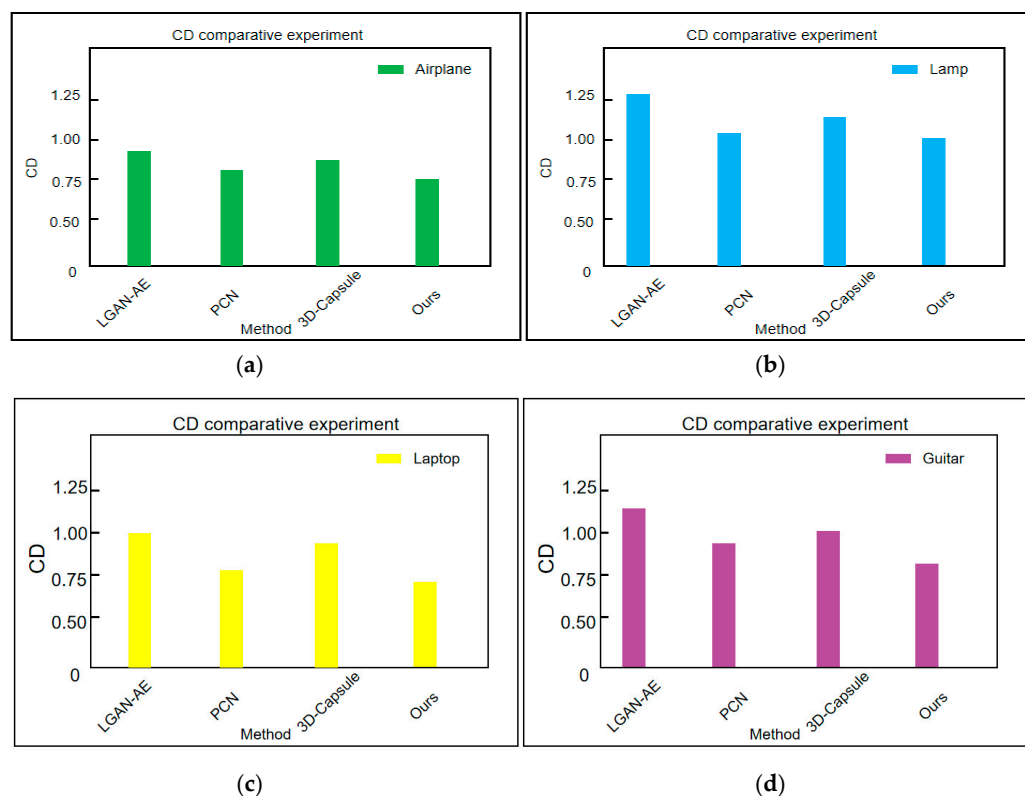 CD comparative experiment
Airplane
1.25
1.00
0.75
0.50
0
CD
LGAN-AE
PCN
3D-Capsule
Ours
Method
(a)
CD comparative experiment
Lamp
1.25
1.00
0.75
0.50
0
CD
LGAN-AE
PCN
3D-Capsule
Ours
Method
(b)
CD comparative experiment
Laptop
1.25
1.00
0.75
0.50
0
CD
LGAN-AE
PCN
3D-Capsule
Ours
Method
(c)
CD comparative experiment
Guitar
1.25
1.00
0.75
0.50
0
CD
LGAN-AE
PCN
3D-Capsule
Ours
Method
(d)